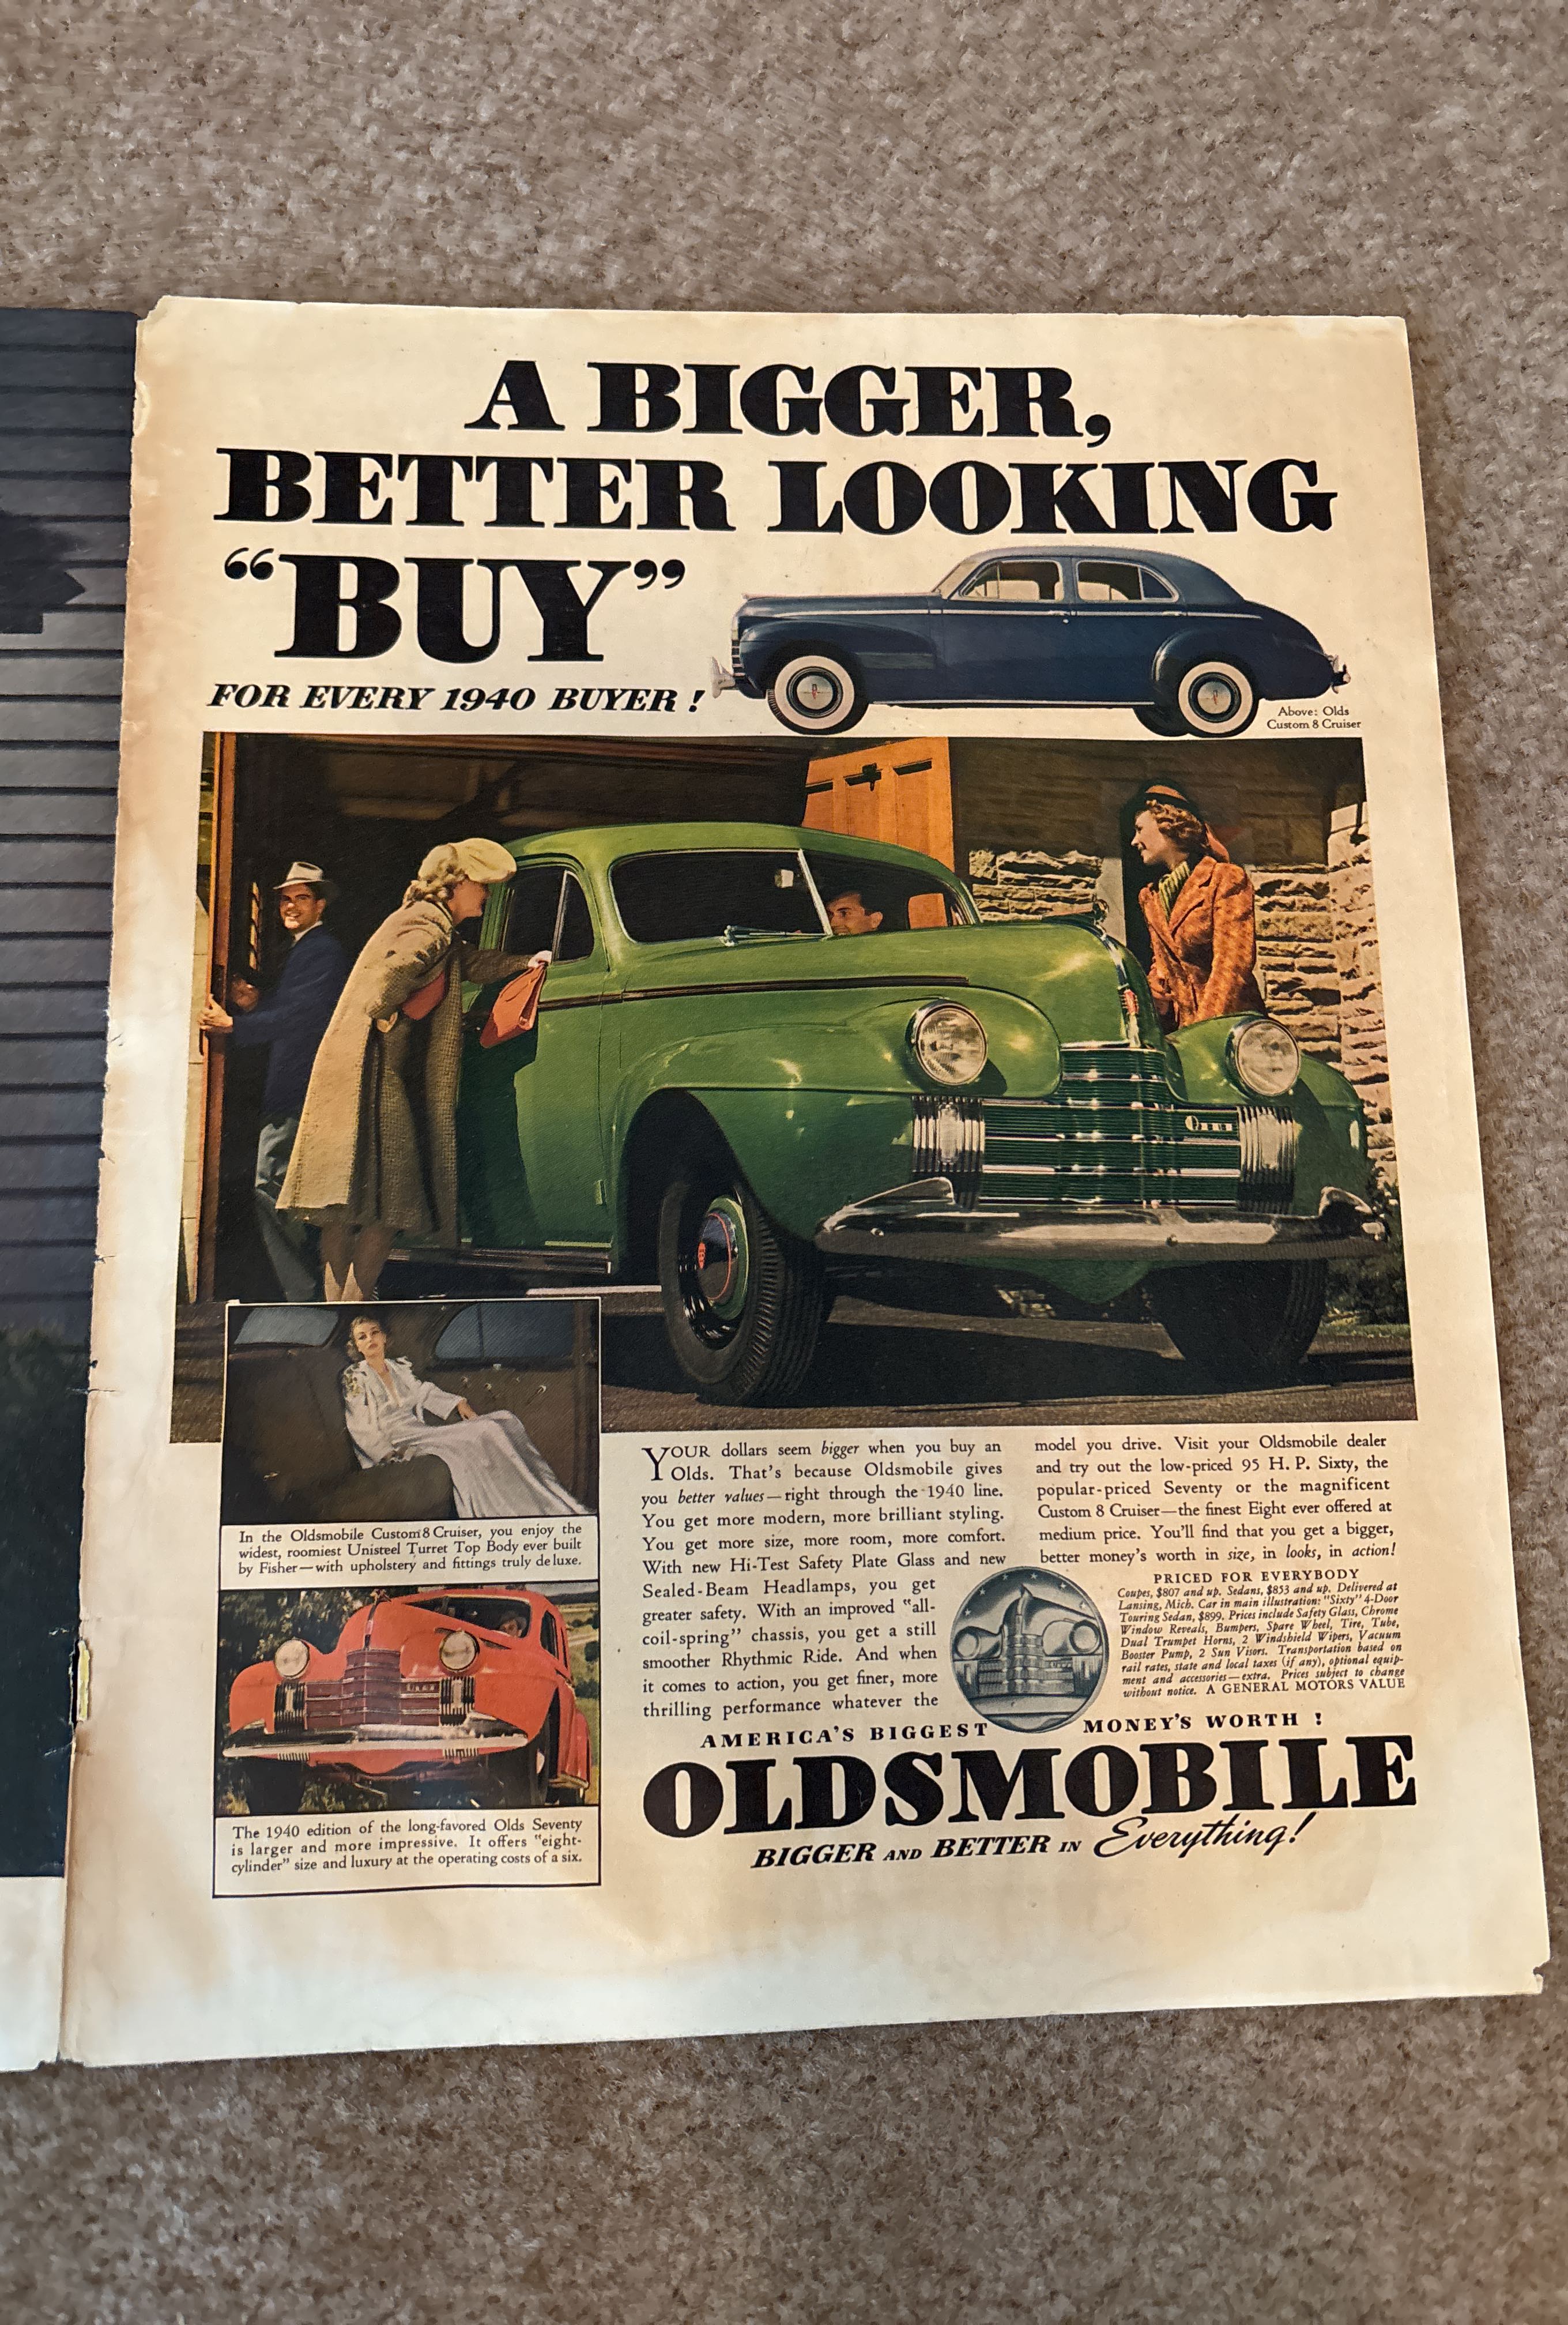 A BIGGER,
BETTER LOOKING
“BUY”
FOR EVERY 1940 BUYER !
Above: Olds
Custom 8 Cruiser
In the Oldsmobile Custom 8 Cruiser, you enjoy the
widest, roomiest Unisteel Turret Top Body ever built
by Fisher—with upholstery and fittings truly de luxe.
The 1940 edition of the long-favored Olds Seventy
is larger and more impressive. It offers "eight-
cylinder" size and luxury at the operating costs of a six.
YOUR dollars seem bigger when you buy an
Olds. That's because Oldsmobile gives
you better values—right through the 1940 line.
You get more modern, more brilliant styling.
You get more size, more room, more comfort.
With new Hi-Test Safety Plate Glass and new
Sealed-Beam Headlamps, you get
greater safety. With an improved "all-
coil-spring" chassis, you get a still
smoother Rhythmic Ride. And when
it comes to action, you get finer, more
thrilling performance whatever the
model you drive. Visit your Oldsmobile dealer
and try out the low-priced 95 H. P. Sixty, the
popular-priced Seventy or the magnificent
Custom 8 Cruiser—the finest Eight ever offered at
medium price. You'll find that you get a bigger,
better money's worth in size, in looks, in action!
PRICED FOR EVERYBODY
Coupes, $807 and up. Sedans, $853 and up. Delivered at
Lansing, Mich. Car in main illustration: "Sixty" 4-Door
Touring Sedan, $899. Prices include Safety Glass, Chrome
Window Reveals, Bumpers, Spare Wheel, Tire, Tube,
Dual Trumpet Horns, 2 Windshield Wipers, Vacuum
Booster Pump, 2 Sun Visors. Transportation based on
rail rates, state and local taxes (if any), optional equip-
ment and accessories—extra. Prices subject to change
without notice. A GENERAL MOTORS VALUE
AMERICA'S BIGGEST MONEY'S WORTH !
OLDSMOBILE
BIGGER AND BETTER IN Everything!